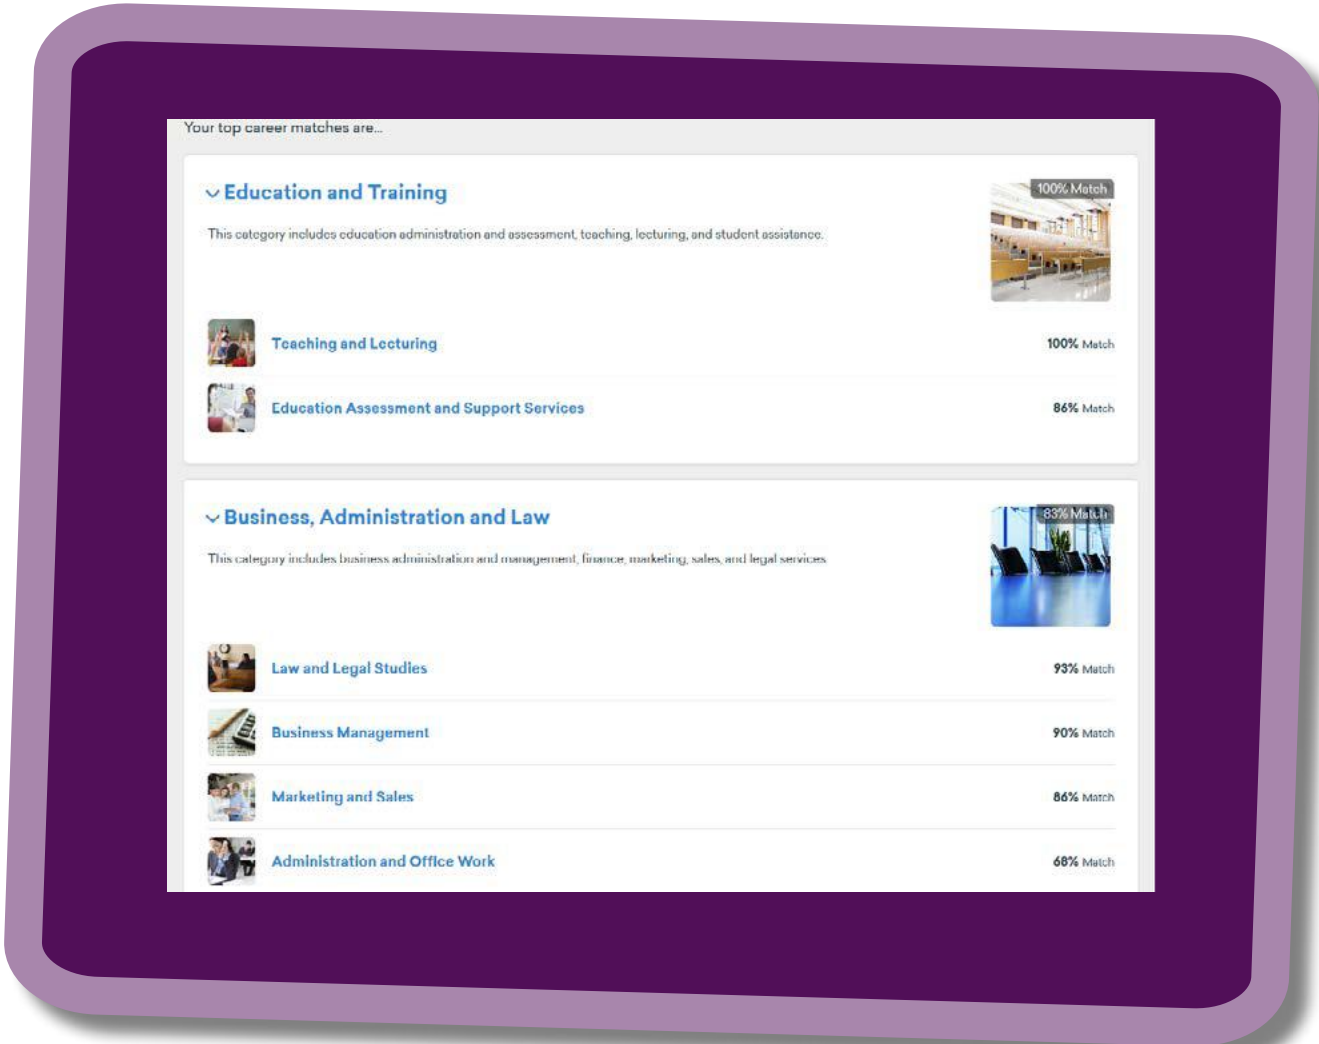 Your top career matches are...
Education and Training
100% Match
This category includes education administration and assessment, teaching, lecturing, and student assistance.
Teaching and Lecturing
100% Match
Education Assessment and Support Services
86% Match
Business, Administration and Law
83% Match
This category includes business administration and management, finance, marketing, sales, and legal services
Law and Legal Studies
93% Match
Business Management
90% Match
Marketing and Sales
86% Match
Administration and Office Work
68% Match